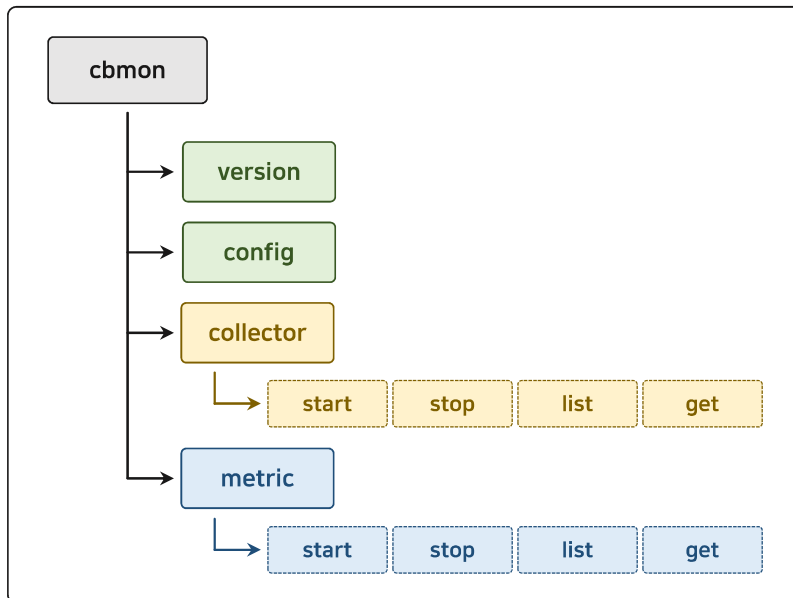 cbmon
version
config
collector
start stop list get
metric
start stop list get